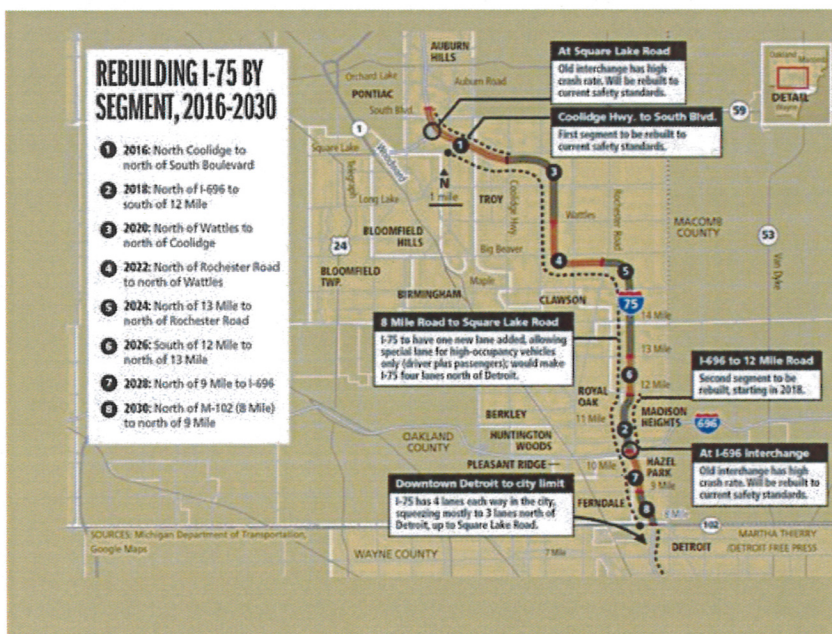 REBUILDING I-75 BY
SEGMENT, 2016-2030
1 2016: North Coolidge to
north of South Boulevard
2 2018: North of I-696 to
south of 12 Mile
3 2020: North of Wattles to
north of Coolidge
4 2022: North of Rochester Road
to north of Wattles
5 2024: North of 13 Mile to
north of Rochester Road
6 2026: South of 12 Mile to
north of 13 Mile
7 2028: North of 9 Mile to I-696
8 2030: North of M-102 (8 Mile)
to north of 9 Mile
AUBURN
HILLS
Orchard Lake
Auburn Road
PONTIAC
South Blvd.
1
Square Lake
Woodward
Telegraph
N
1 mile
Long Lake
TROY
Coolidge Hwy.
Wattles
Rochester Road
24
BLOOMFIELD
HILLS
Big Beaver
BLOOMFIELD
TWP.
Maple
BIRMINGHAM
CLAWSON
At Square Lake Road
Old interchange has high
crash rate. Will be rebuilt to
current safety standards.
Coolidge Hwy. to South Blvd.
First segment to be rebuilt to
current safety standards.
Oakland
Macomb
DETAIL
Wayne
59
MACOMB
COUNTY
53
Van Dyke
1
3
4
5
75
14 Mile
13 Mile
6
12 Mile
8 Mile Road to Square Lake Road
I-75 to have one new lane added, allowing
special lane for high-occupancy vehicles
only (driver plus passengers); would make
I-75 four lanes north of Detroit.
I-696 to 12 Mile Road
Second segment to be
rebuilt, starting in 2018.
ROYAL
OAK
11 Mile
MADISON
HEIGHTS
696
BERKLEY
2
OAKLAND
COUNTY
HUNTINGTON
WOODS
PLEASANT RIDGE
10 Mile
HAZEL
PARK
9 Mile
7
At I-696 interchange
Old interchange has high
crash rate. Will be rebuilt to
current safety standards.
Downtown Detroit to city limit
I-75 has 4 lanes each way in the city,
squeezing mostly to 3 lanes north of
Detroit, up to Square Lake Road.
FERNDALE
8
8 Mile
102
SOURCES: Michigan Department of Transportation,
Google Maps
WAYNE COUNTY
7 Mile
DETROIT
MARTHA THIERRY
/DETROIT FREE PRESS